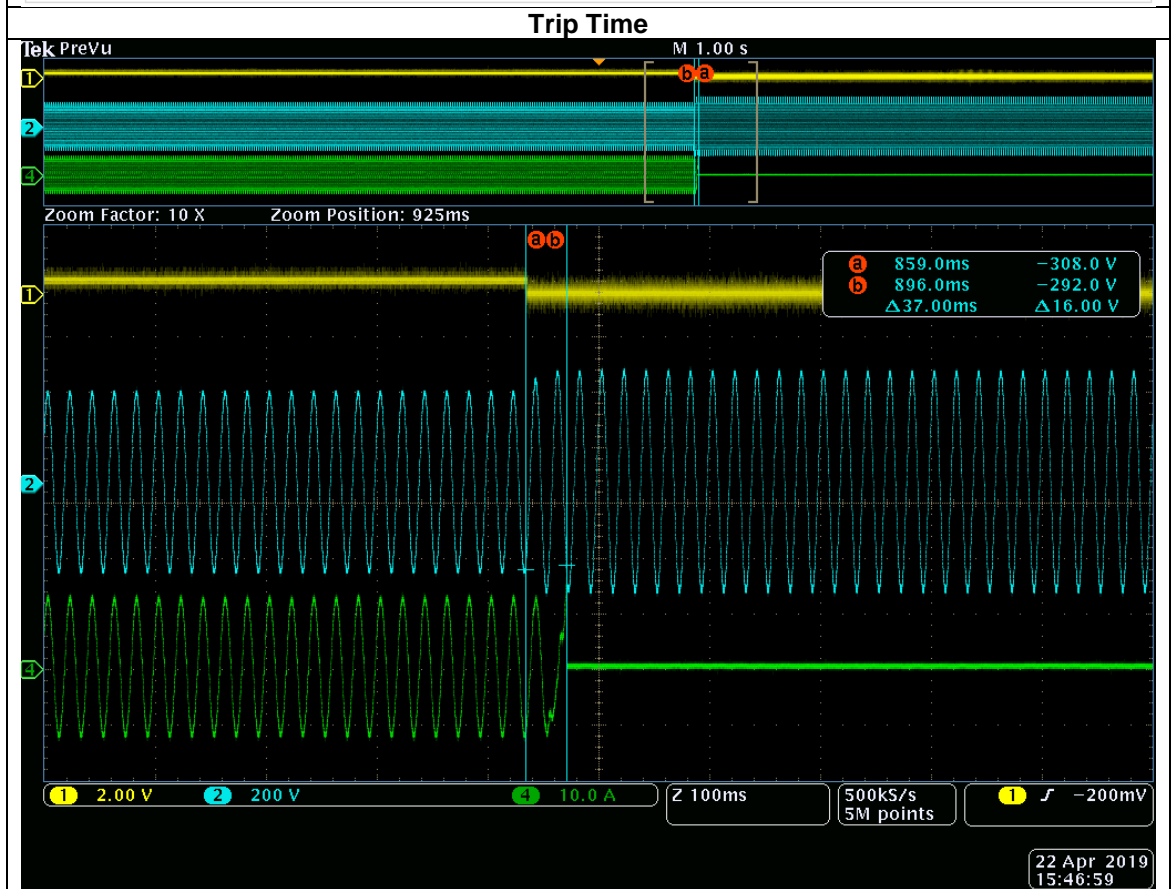 Trip Time
Tek PreVu M 1.00 s
1
b a
2
4
Zoom Factor: 10 X Zoom Position: 925ms
a b
a 859.0ms −308.0 V
b 896.0ms −292.0 V
Δ37.00ms Δ16.00 V
1
2
4
1 2.00 V 2 200 V 4 10.0 A Z 100ms 500kS/s 1 −200mV
5M points
22 Apr 2019
15:46:59